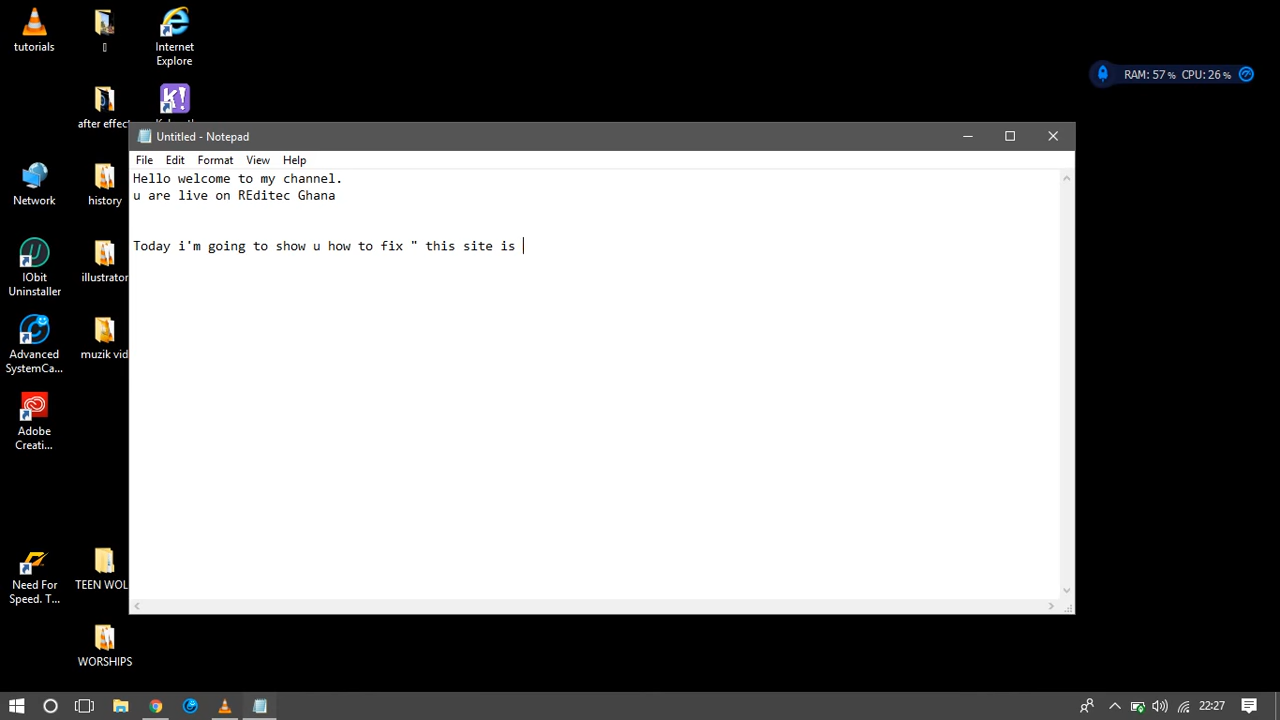 tutorials
Internet
Explore
RAM: 57 % CPU: 26 %
after effec
Untitled - Notepad
File Edit Format View Help
Hello welcome to my channel.
u are live on REditec Ghana
Today i'm going to show u how to fix " this site is
Network
history
IObit
Uninstaller
illustrator
Advanced
SystemCa...
muzik vid
Adobe
Creati...
Need For
Speed. T...
TEEN WOL
WORSHIPS
22:27